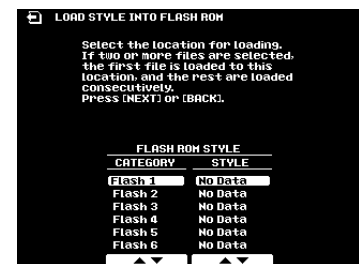 LOAD STYLE INTO FLASH ROM
Select the location for loading.
If two or more files are selected,
the first file is loaded to this
location, and the rest are loaded
consecutively.
Press [NEXT] or [BACK].
FLASH ROM STYLE
CATEGORY STYLE
Flash 1 No Data
Flash 2 No Data
Flash 3 No Data
Flash 4 No Data
Flash 5 No Data
Flash 6 No Data